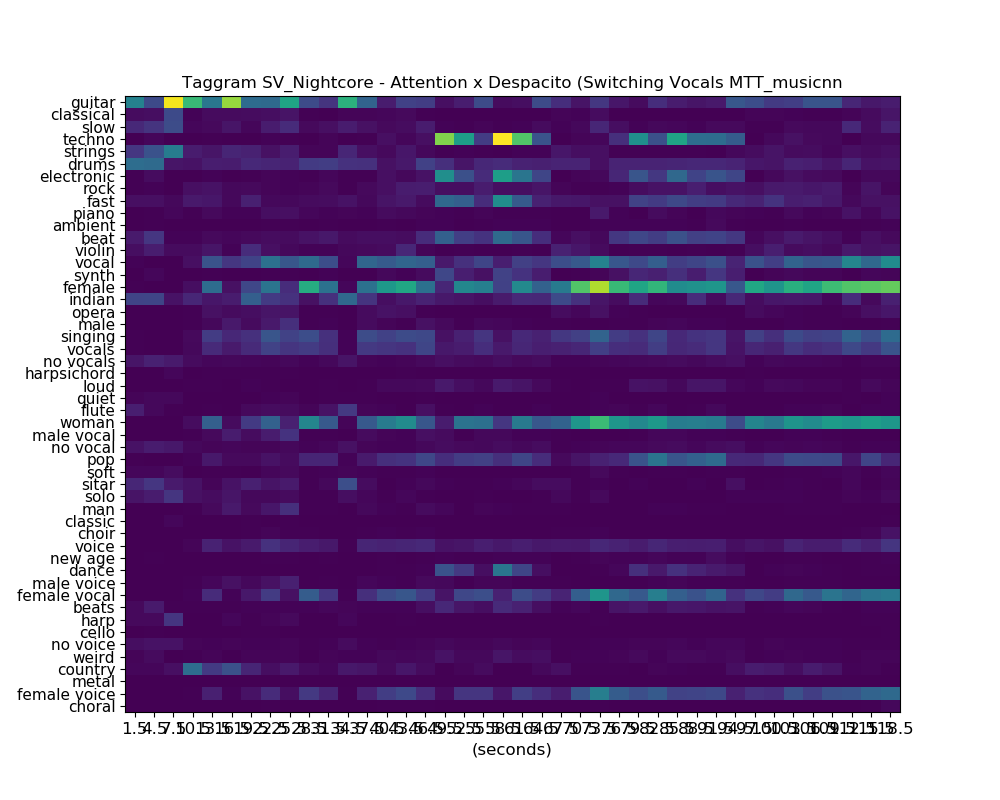 Taggram SV_Nightcore - Attention x Despacito (Switching Vocals MTT_musicnn
guitar
classical
slow
techno
strings
drums
electronic
rock
fast
piano
ambient
beat
violin
vocal
synth
female
indian
opera
male
singing
vocals
no vocals
harpsichord
loud
quiet
flute
woman
male vocal
no vocal
pop
soft
sitar
solo
man
classic
choir
voice
new age
dance
male voice
female vocal
beats
harp
cello
no voice
weird
country
metal
female voice
choral
(seconds)